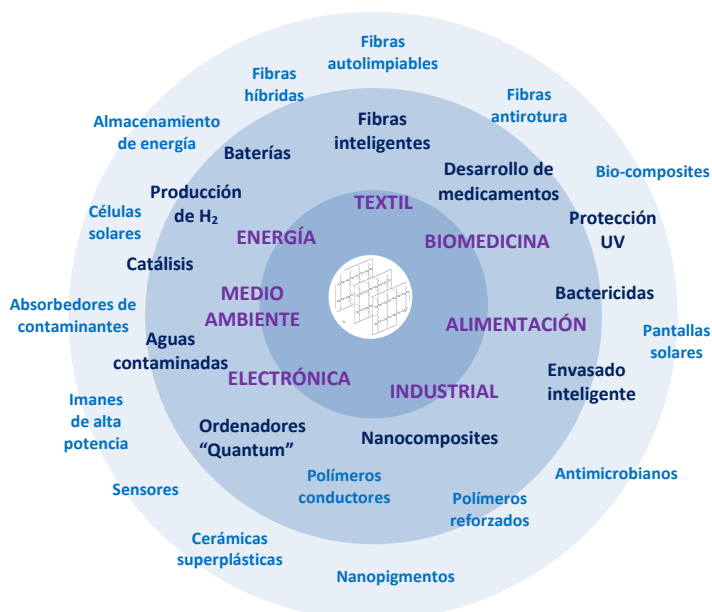 Fibras
autolimpiables
Fibras
híbridas
Fibras
antirotura
Almacenamiento
de energía
Fibras
inteligentes
Baterías
Desarrollo de
medicamentos
Bio-composites
Producción
de H₂
TEXTIL
Células
solares
Protección
UV
ENERGÍA
BIOMEDICINA
Catálisis
MEDIO
AMBIENTE
Bactericidas
Absorbedores de
contaminantes
ALIMENTACIÓN
Pantallas
solares
Aguas
contaminadas
Envasado
inteligente
ELECTRÓNICA
INDUSTRIAL
Imanes
de alta
potencia
Ordenadores
“Quantum”
Nanocomposites
Polímeros
conductores
Antimicrobianos
Sensores
Polímeros
reforzados
Cerámicas
superplásticas
Nanopigmentos